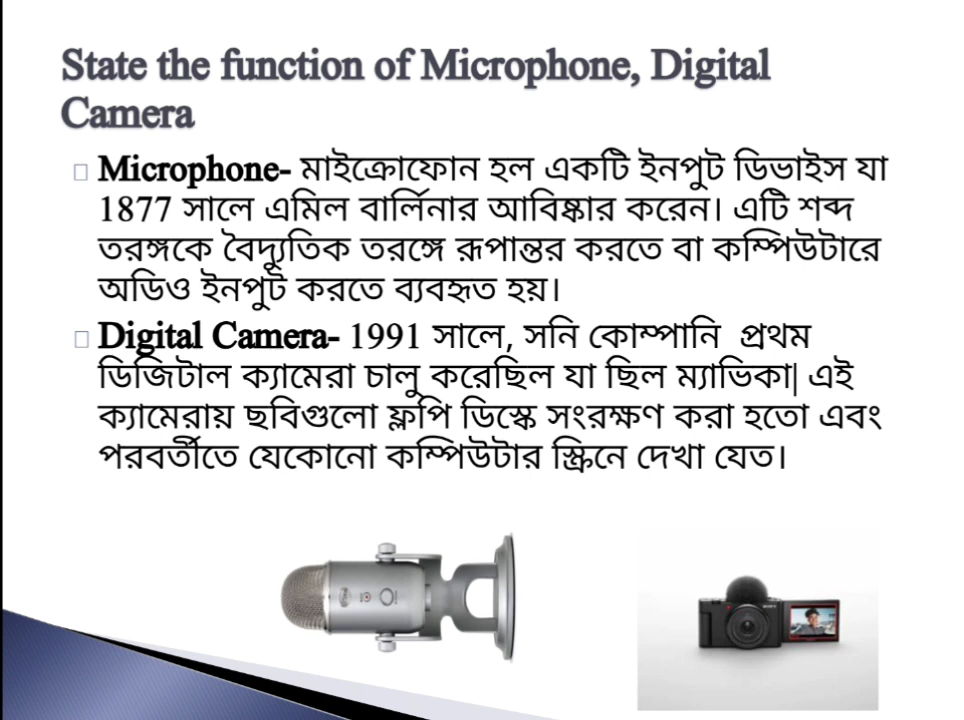 State the function of Microphone, Digital
Camera
Microphone- মাইক্রোফোন হল একটি ইনপুট ডিভাইস যা
1877 সালে এমিল বার্লিনার আবিষ্কার করেন। এটি শব্দ
তরঙ্গকে বৈদ্যুতিক তরঙ্গে রূপান্তর করতে বা কম্পিউটারে
অডিও ইনপুট করতে ব্যবহৃত হয়।
Digital Camera- 1991 সালে, সনি কোম্পানি প্রথম
ডিজিটাল ক্যামেরা চালু করেছিল যা ছিল ম্যাভিকা| এই
ক্যামেরায় ছবিগুলো ফ্লপি ডিস্কে সংরক্ষণ করা হতো এবং
পরবর্তীতে যেকোনো কম্পিউটার স্ক্রিনে দেখা যেত।